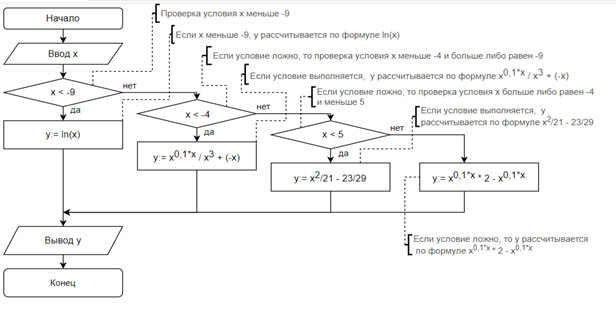 Начало
Проверка условия x меньше -9
Если x меньше -9, у рассчитывается по формуле ln(x)
Ввод x
Если условие ложно, то проверка условия x меньше -4 и больше либо равен -9
Если условие выполняется, у рассчитывается по формуле x^0,1*x / x^3 + (-x)
x < -9
нет
Если условие ложно, то проверка условия x больше либо равен -4
и меньше 5
да
x < -4
нет
Если условие выполняется, у
рассчитывается по формуле x^2/21 - 23/29
y:= ln(x)
да
x < 5
нет
y:= x^0,1*x / x^3 + (-x)
да
y:= x^2/21 - 23/29
y:= x^0,1*x * 2 - x^0,1*x
Вывод y
Если условие ложно, то у рассчитывается
по формуле x^0,1*x * 2 - x^0,1*x
Конец